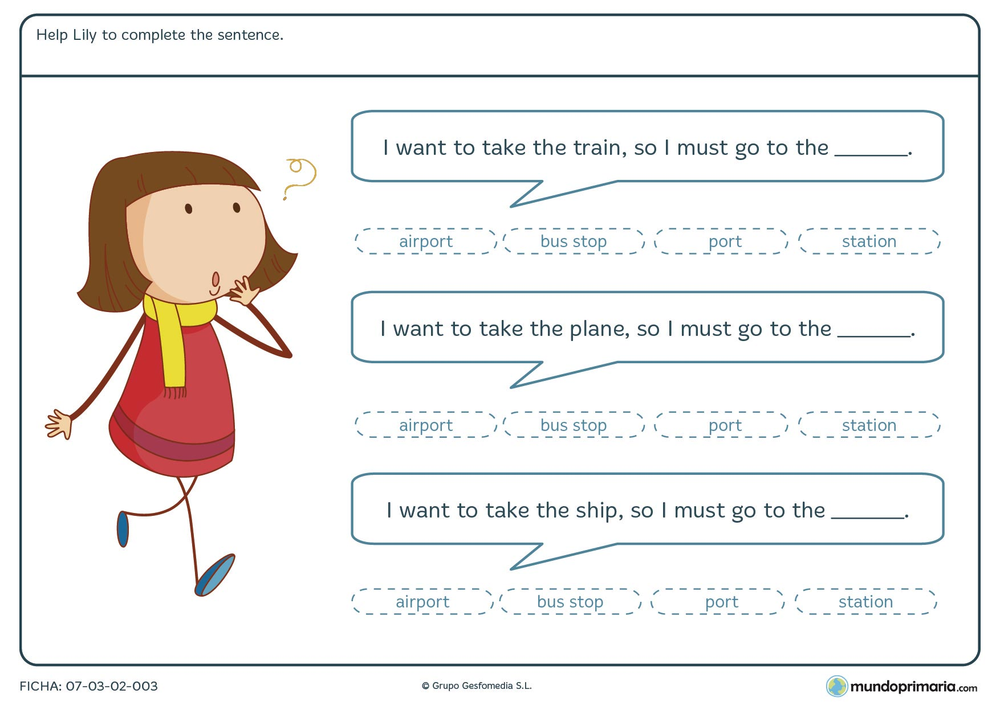 Help Lily to complete the sentence.
I want to take the train, so I must go to the ______.
airport bus stop port station
I want to take the plane, so I must go to the ______.
airport bus stop port station
I want to take the ship, so I must go to the ______.
airport bus stop port station
FICHA: 07-03-02-003 © Grupo Gesfomedia S.L. mundoprimaria.com